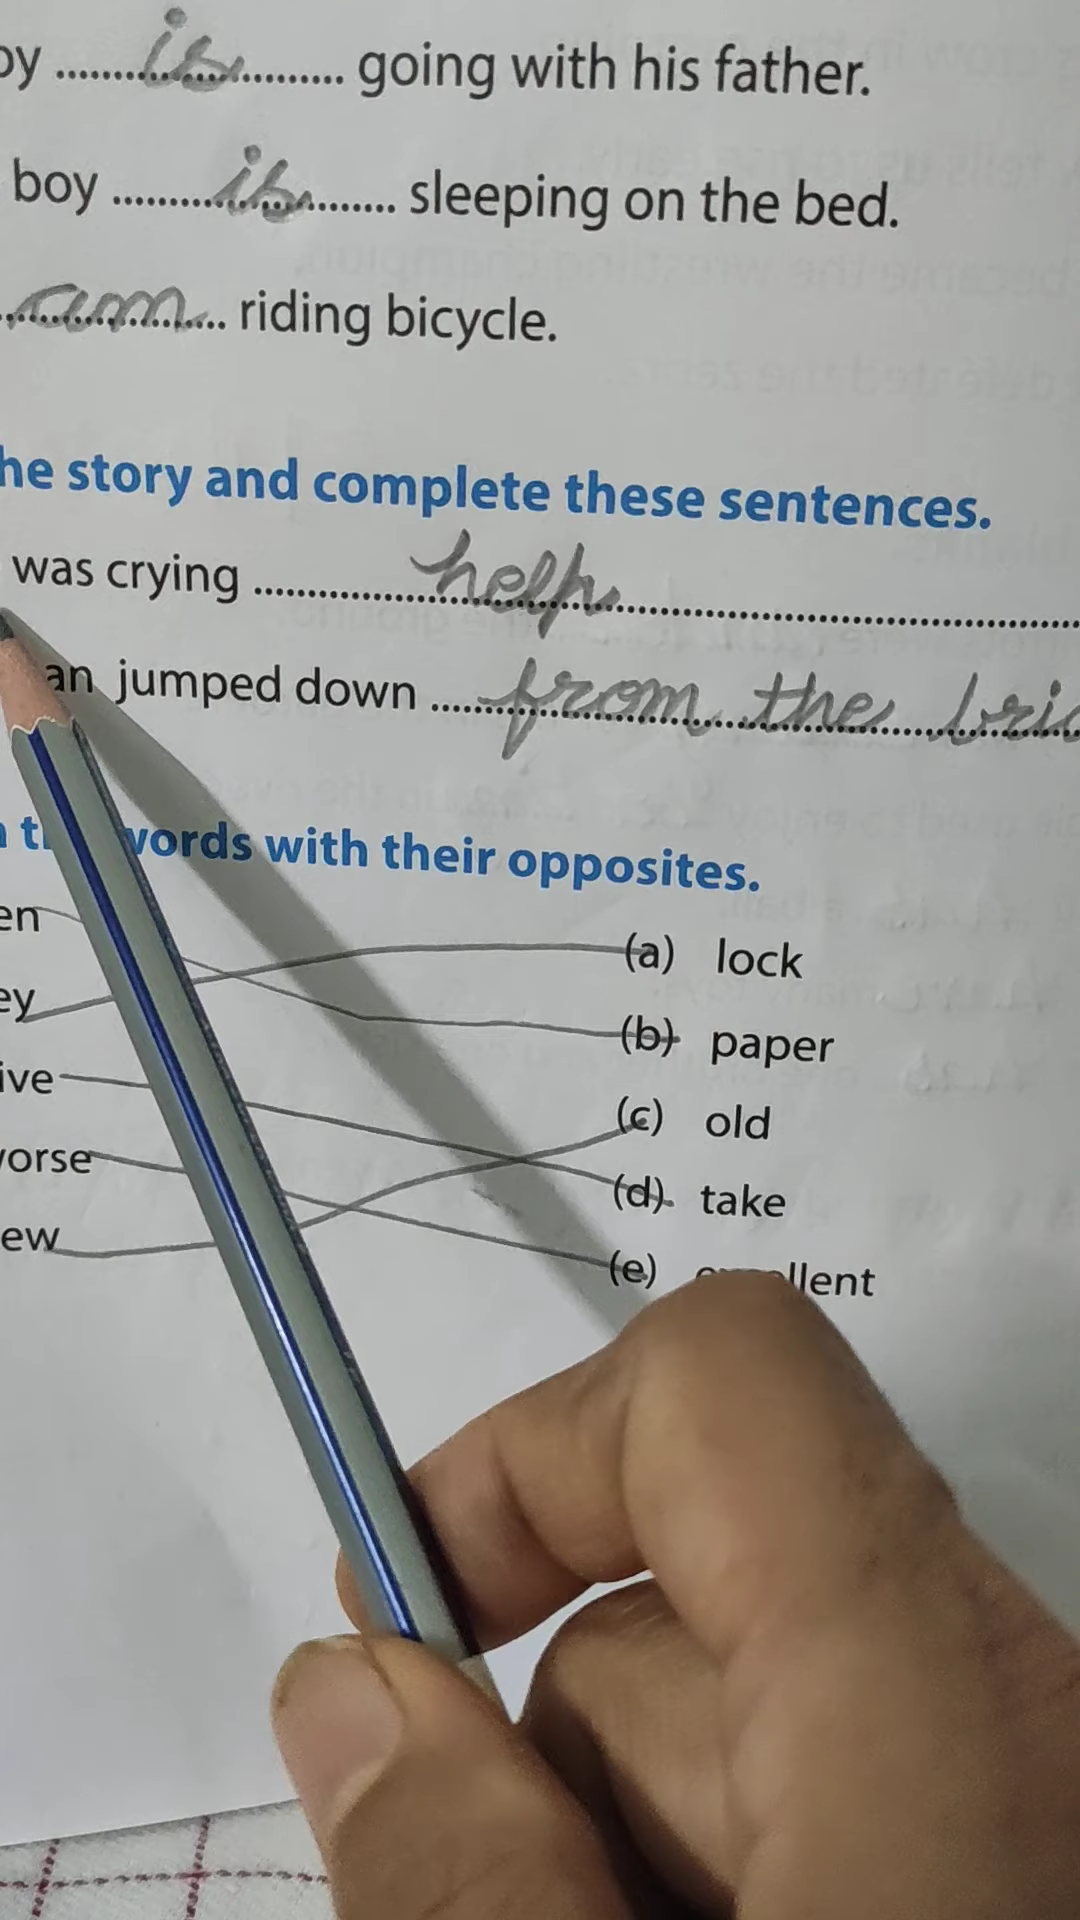 oy ........is........ going with his father.
boy ........is........ sleeping on the bed.
....am.... riding bicycle.
he story and complete these sentences.
was crying ........help........
an jumped down ....from the bri
words with their opposites.
en (a) lock
ey (b) paper
ive (c) old
orse (d) take
ew (e) llent